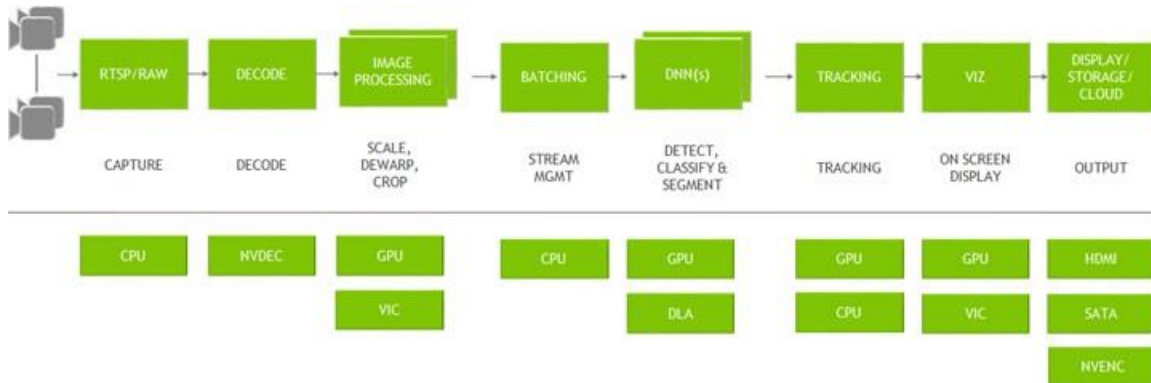 RTSP/RAW
DECODE
IMAGE
PROCESSING
BATCHING
DNN(s)
TRACKING
VIZ
DISPLAY/
STORAGE/
CLOUD
CAPTURE
DECODE
SCALE,
DEWARP,
CROP
STREAM
MGMT
DETECT,
CLASSIFY &
SEGMENT
TRACKING
ON SCREEN
DISPLAY
OUTPUT
CPU
NVDEC
GPU
CPU
GPU
GPU
GPU
HDMI
VIC
DLA
CPU
VIC
SATA
NVENC